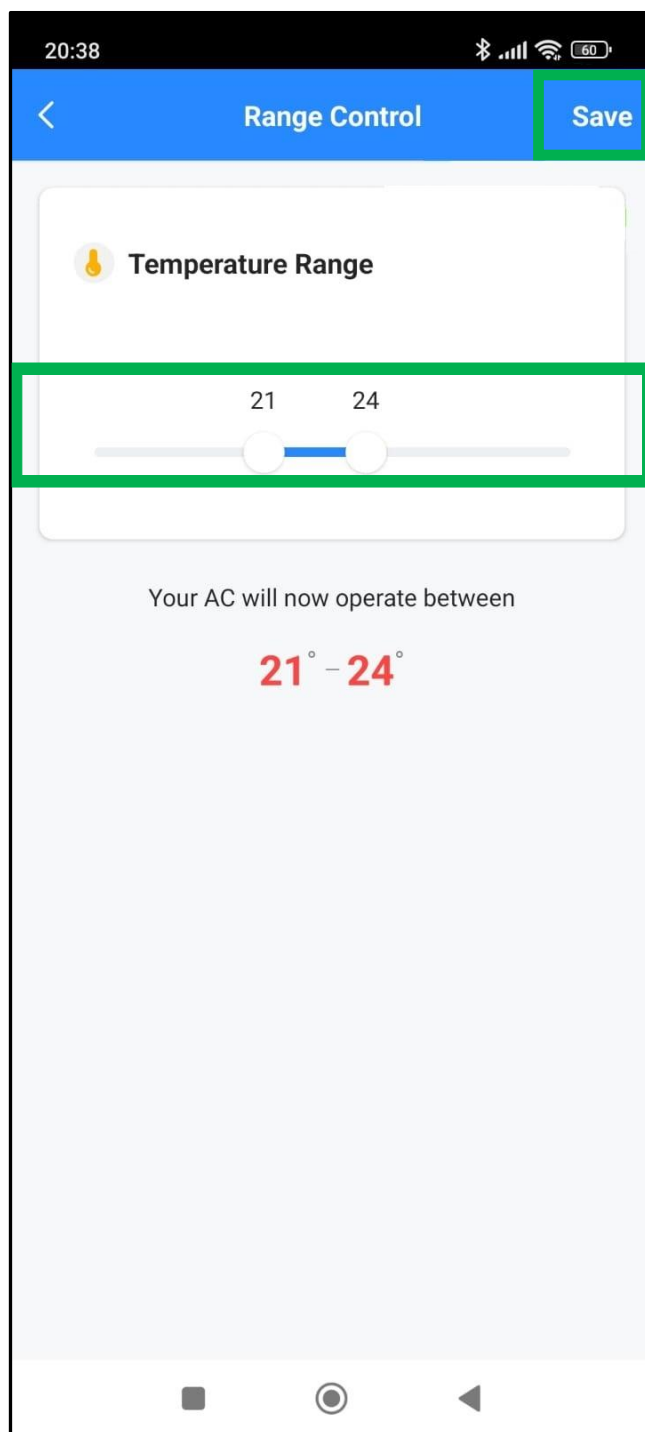 20:38 60
Range Control Save
Temperature Range
21 24
Your AC will now operate between
21° – 24°